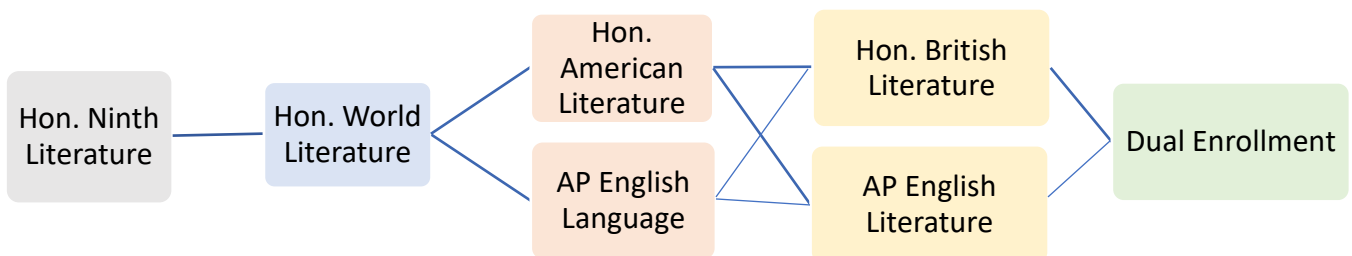 Hon. Ninth
Literature
Hon. World
Literature
Hon.
American
Literature
AP English
Language
Hon. British
Literature
AP English
Literature
Dual Enrollment